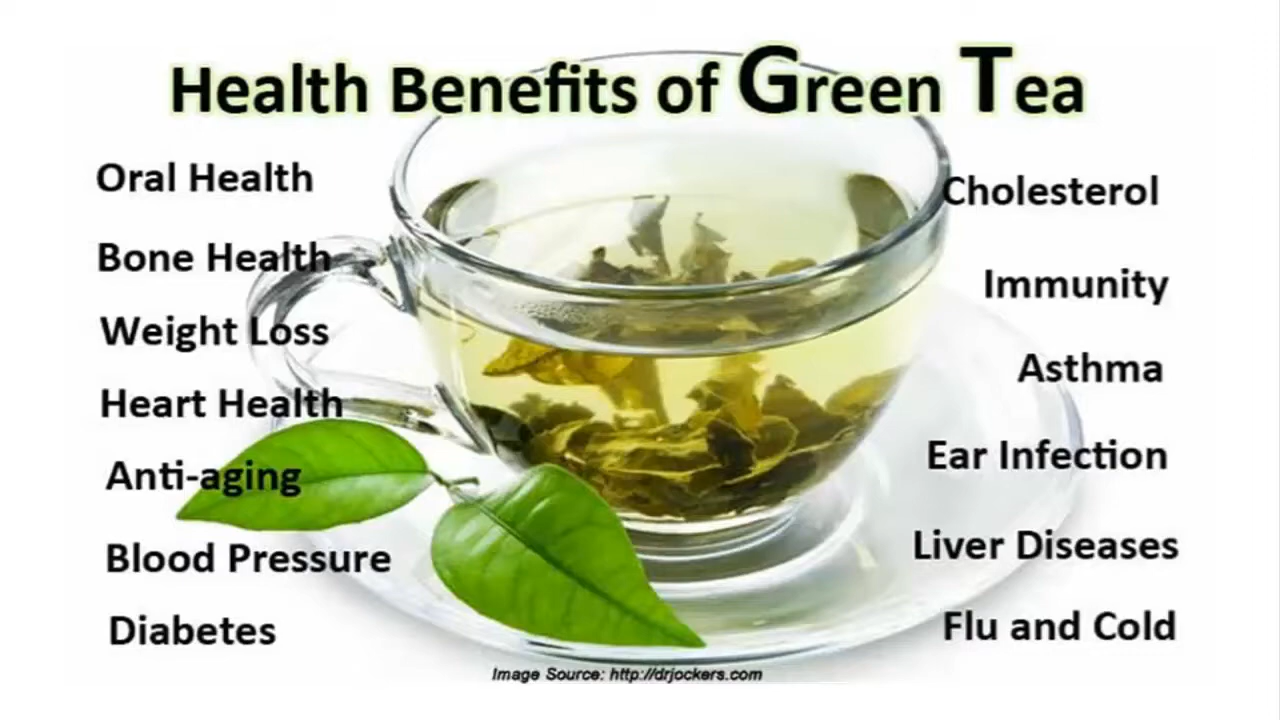 Health Benefits of Green Tea
Oral Health
Bone Health
Weight Loss
Heart Health
Anti-aging
Blood Pressure
Diabetes
Cholesterol
Immunity
Asthma
Ear Infection
Liver Diseases
Flu and Cold
Image Source: http://drjockers.com